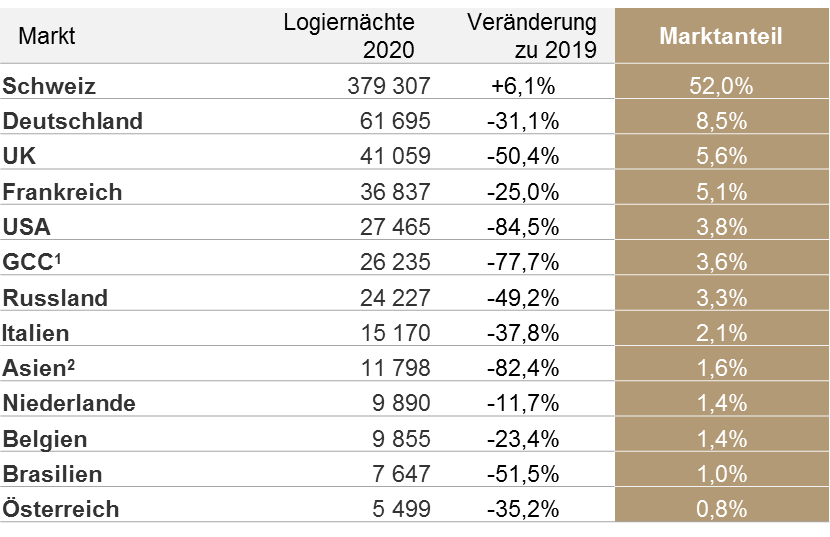 Markt Logiernächte 2020 Veränderung zu 2019 Marktanteil
Schweiz 379 307 +6,1% 52,0%
Deutschland 61 695 -31,1% 8,5%
UK 41 059 -50,4% 5,6%
Frankreich 36 837 -25,0% 5,1%
USA 27 465 -84,5% 3,8%
GCC¹ 26 235 -77,7% 3,6%
Russland 24 227 -49,2% 3,3%
Italien 15 170 -37,8% 2,1%
Asien² 11 798 -82,4% 1,6%
Niederlande 9 890 -11,7% 1,4%
Belgien 9 855 -23,4% 1,4%
Brasilien 7 647 -51,5% 1,0%
Österreich 5 499 -35,2% 0,8%